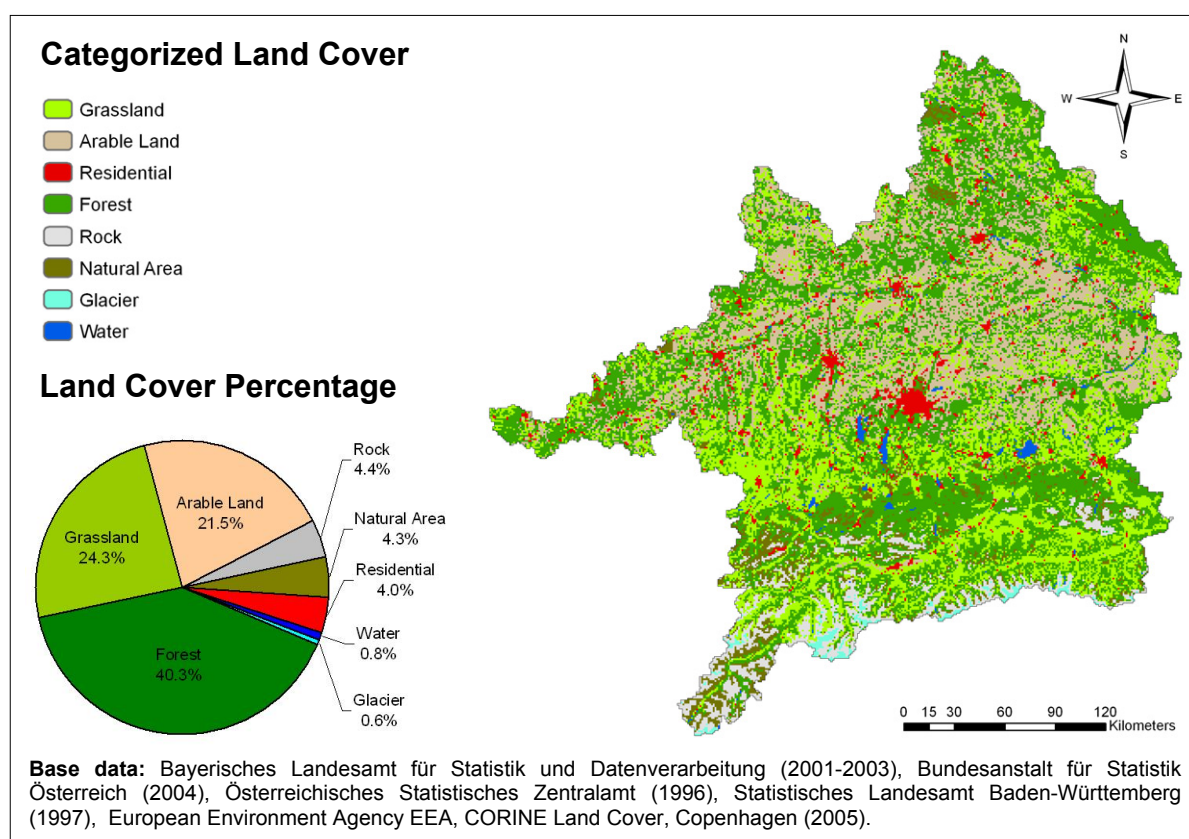 Categorized Land Cover
Grassland
Arable Land
Residential
Forest
Rock
Natural Area
Glacier
Water
Land Cover Percentage
Rock
4.4%
Arable Land
21.5%
Natural Area
4.3%
Grassland
24.3%
Residential
4.0%
Water
0.8%
Forest
40.3%
Glacier
0.6%
N
W
E
S
0 15 30 60 90 120
Kilometers
Base data: Bayerisches Landesamt für Statistik und Datenverarbeitung (2001-2003), Bundesanstalt für Statistik
Österreich (2004), Österreichisches Statistisches Zentralamt (1996), Statistisches Landesamt Baden-Württemberg
(1997), European Environment Agency EEA, CORINE Land Cover, Copenhagen (2005).